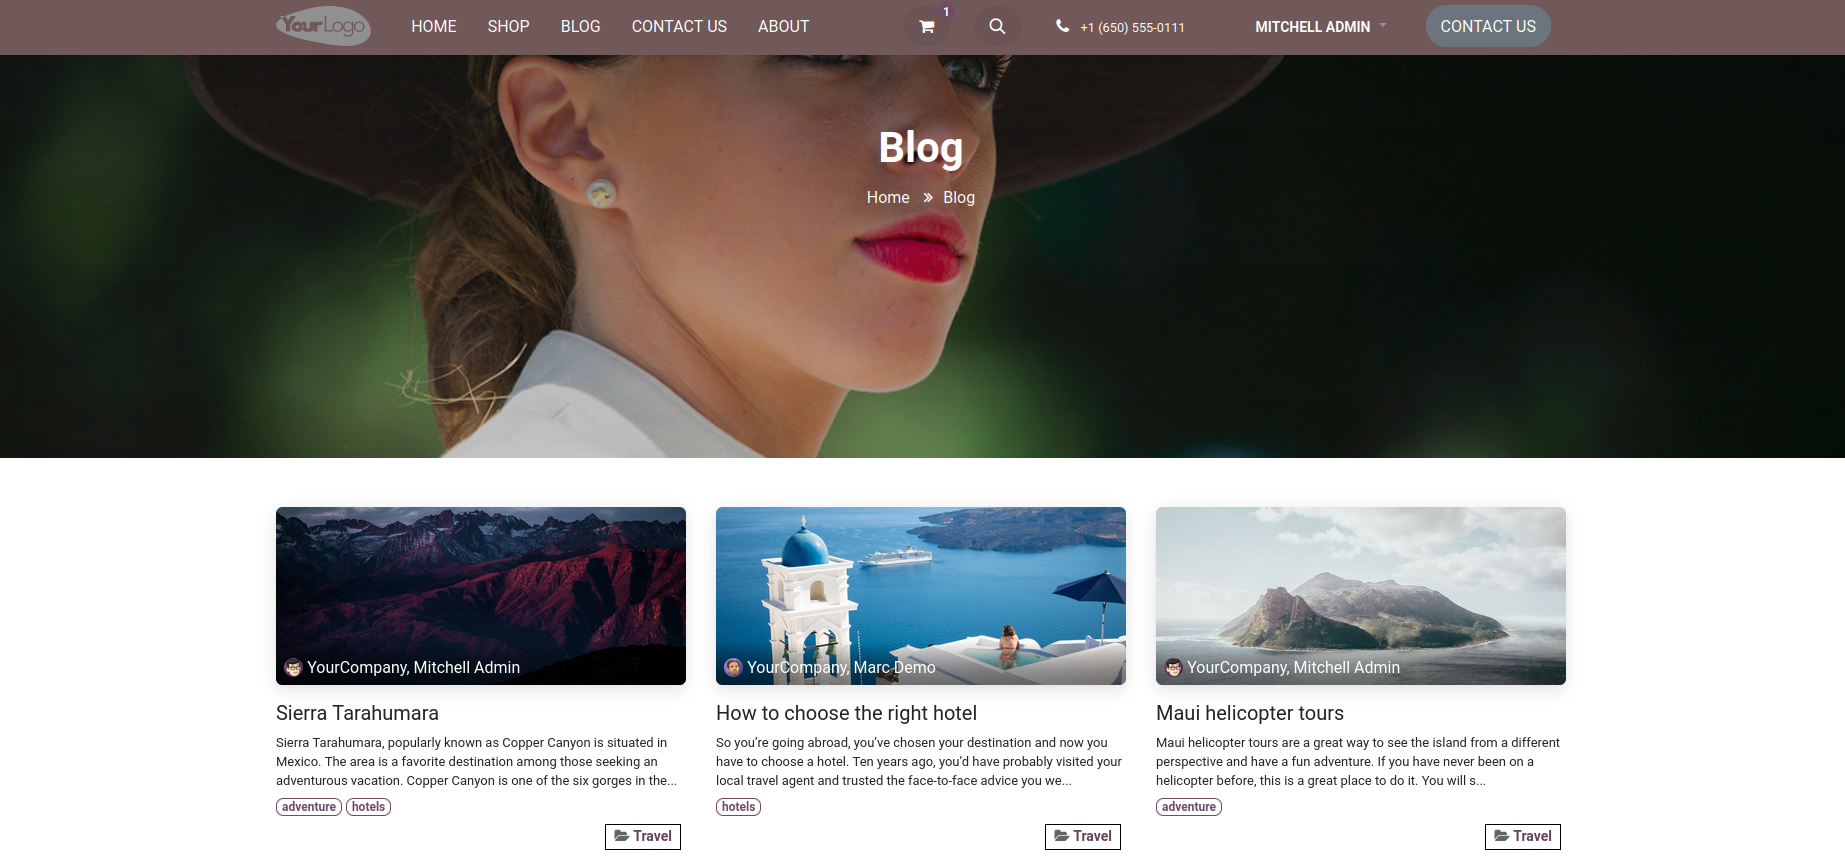 YourLogo
HOME SHOP BLOG CONTACT US ABOUT
1
+1 (650) 555-0111
MITCHELL ADMIN
CONTACT US
Blog
Home » Blog
YourCompany, Mitchell Admin
Sierra Tarahumara
Sierra Tarahumara, popularly known as Copper Canyon is situated in
Mexico. The area is a favorite destination among those seeking an
adventurous vacation. Copper Canyon is one of the six gorges in the...
adventure hotels
Travel
YourCompany, Marc Demo
How to choose the right hotel
So you’re going abroad, you’ve chosen your destination and now you
have to choose a hotel. Ten years ago, you’d have probably visited your
local travel agent and trusted the face-to-face advice you we...
hotels
Travel
YourCompany, Mitchell Admin
Maui helicopter tours
Maui helicopter tours are a great way to see the island from a different
perspective and have a fun adventure. If you have never been on a
helicopter before, this is a great place to do it. You will s...
adventure
Travel